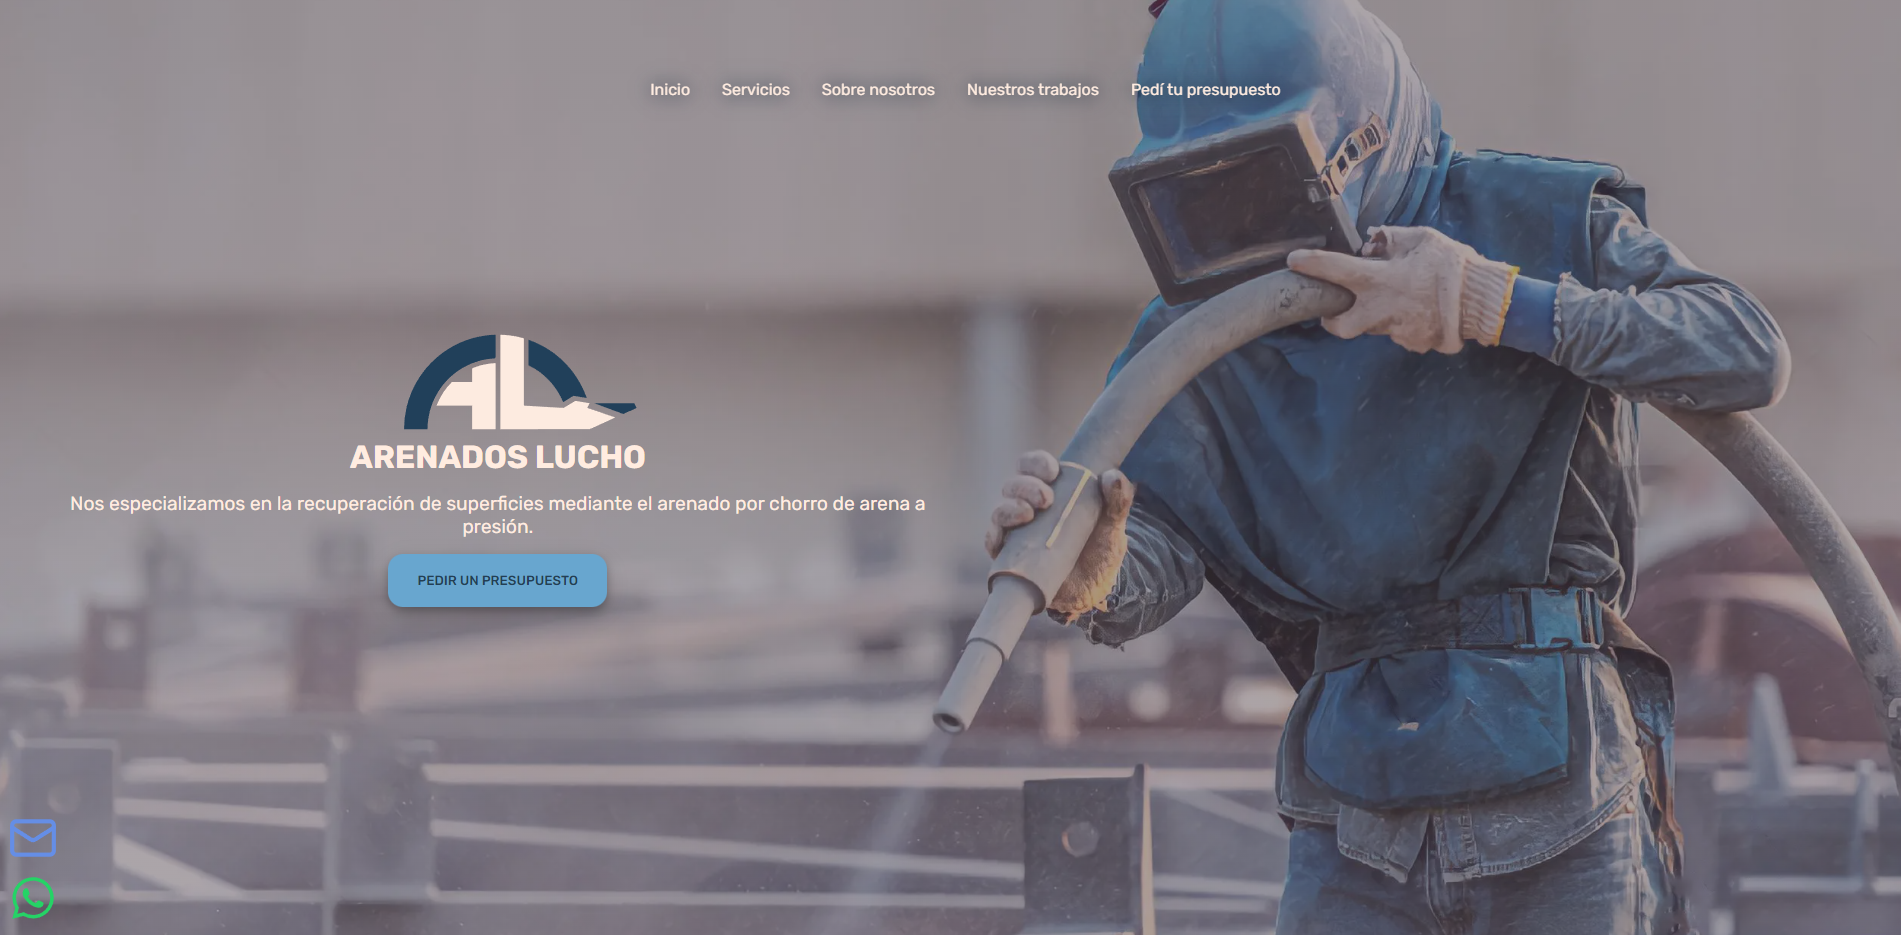 Inicio Servicios Sobre nosotros Nuestros trabajos Pedí tu presupuesto
ARENADOS LUCHO
Nos especializamos en la recuperación de superficies mediante el arenado por chorro de arena a
presión.
PEDIR UN PRESUPUESTO